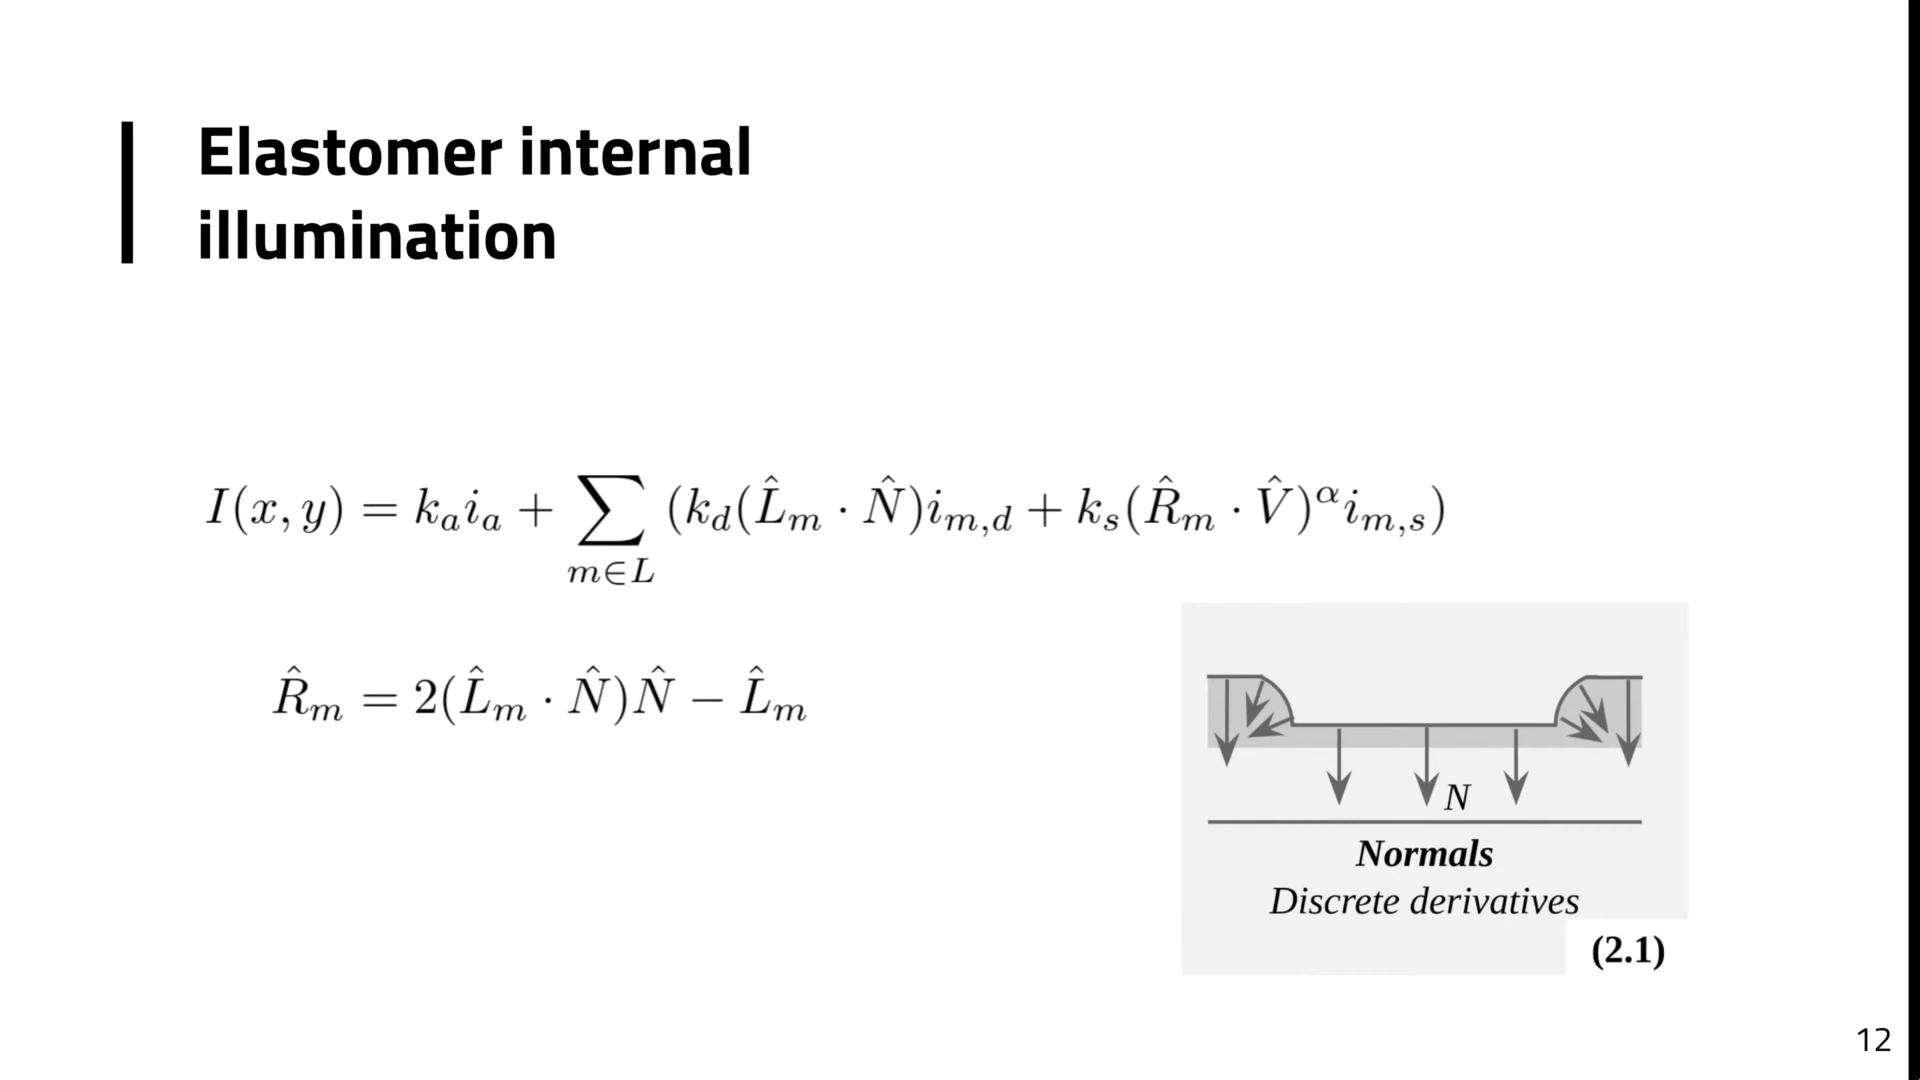 Elastomer internal
illumination
I(x, y) = k_a i_a + ∑_{m∈L} (k_d(L̂_m · N̂)i_{m,d} + k_s(R̂_m · V̂)^α i_{m,s})
R̂_m = 2(L̂_m · N̂)N̂ − L̂_m
N
Normals
Discrete derivatives
(2.1)
12